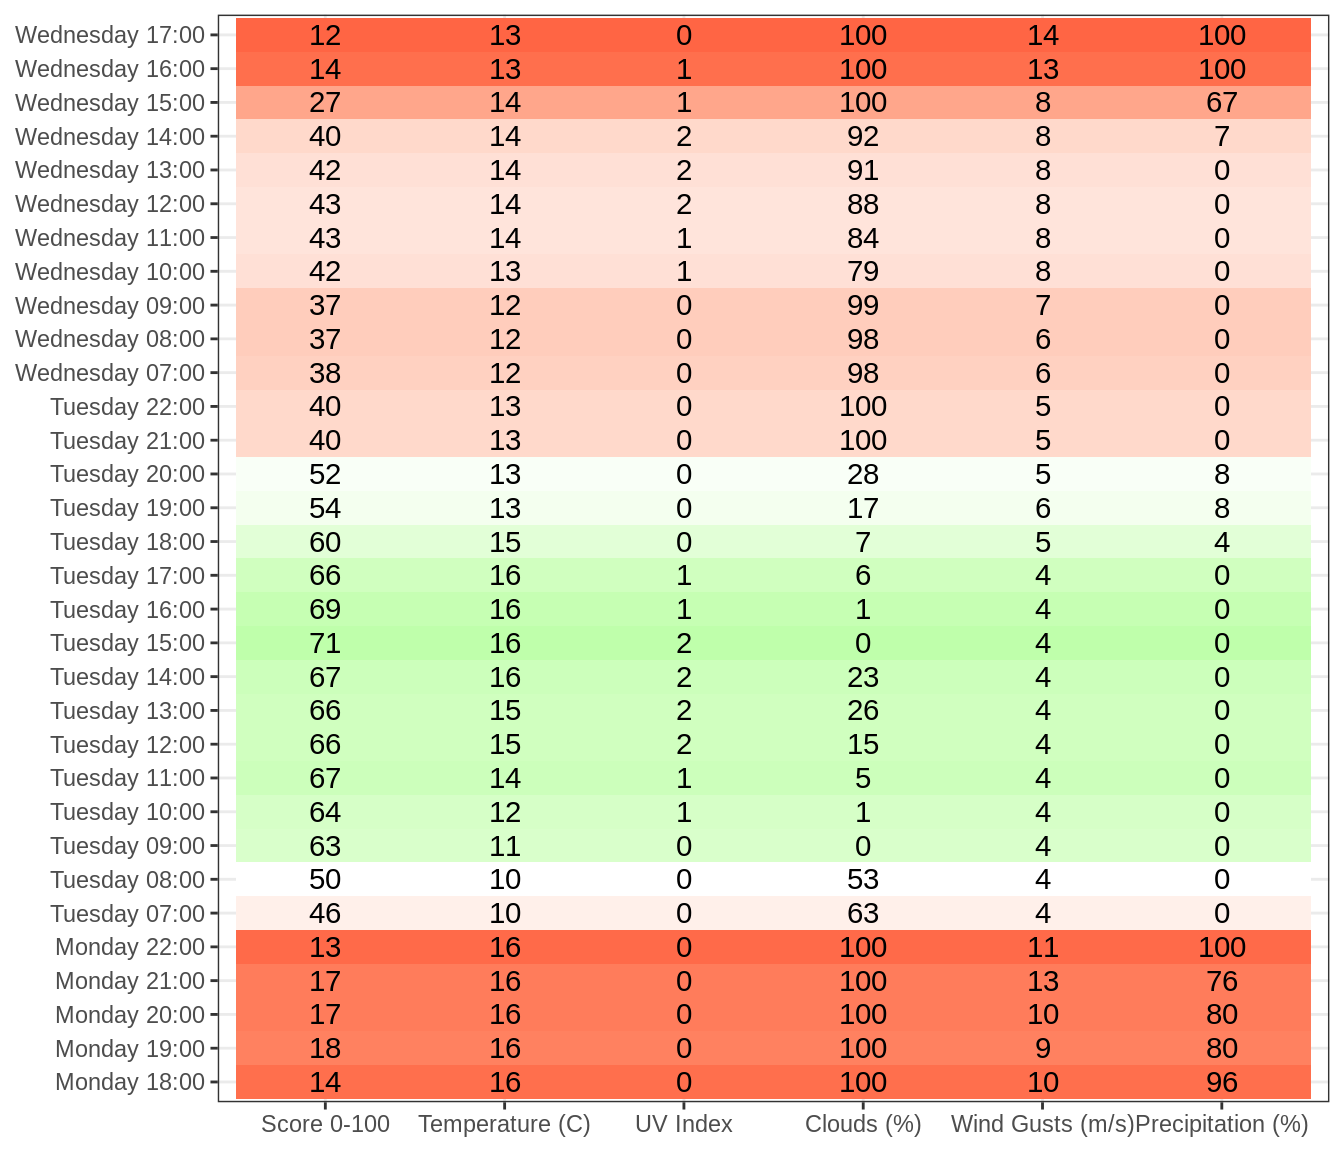 Wednesday 17:00 12 13 0 100 14 100
Wednesday 16:00 14 13 1 100 13 100
Wednesday 15:00 27 14 1 100 8 67
Wednesday 14:00 40 14 2 92 8 7
Wednesday 13:00 42 14 2 91 8 0
Wednesday 12:00 43 14 2 88 8 0
Wednesday 11:00 43 14 1 84 8 0
Wednesday 10:00 42 13 1 79 8 0
Wednesday 09:00 37 12 0 99 7 0
Wednesday 08:00 37 12 0 98 6 0
Wednesday 07:00 38 12 0 98 6 0
Tuesday 22:00 40 13 0 100 5 0
Tuesday 21:00 40 13 0 100 5 0
Tuesday 20:00 52 13 0 28 5 8
Tuesday 19:00 54 13 0 17 6 8
Tuesday 18:00 60 15 0 7 5 4
Tuesday 17:00 66 16 1 6 4 0
Tuesday 16:00 69 16 1 1 4 0
Tuesday 15:00 71 16 2 0 4 0
Tuesday 14:00 67 16 2 23 4 0
Tuesday 13:00 66 15 2 26 4 0
Tuesday 12:00 66 15 2 15 4 0
Tuesday 11:00 67 14 1 5 4 0
Tuesday 10:00 64 12 1 1 4 0
Tuesday 09:00 63 11 0 0 4 0
Tuesday 08:00 50 10 0 53 4 0
Tuesday 07:00 46 10 0 63 4 0
Monday 22:00 13 16 0 100 11 100
Monday 21:00 17 16 0 100 13 76
Monday 20:00 17 16 0 100 10 80
Monday 19:00 18 16 0 100 9 80
Monday 18:00 14 16 0 100 10 96
Score 0-100 Temperature (C) UV Index Clouds (%) Wind Gusts (m/s) Precipitation (%)